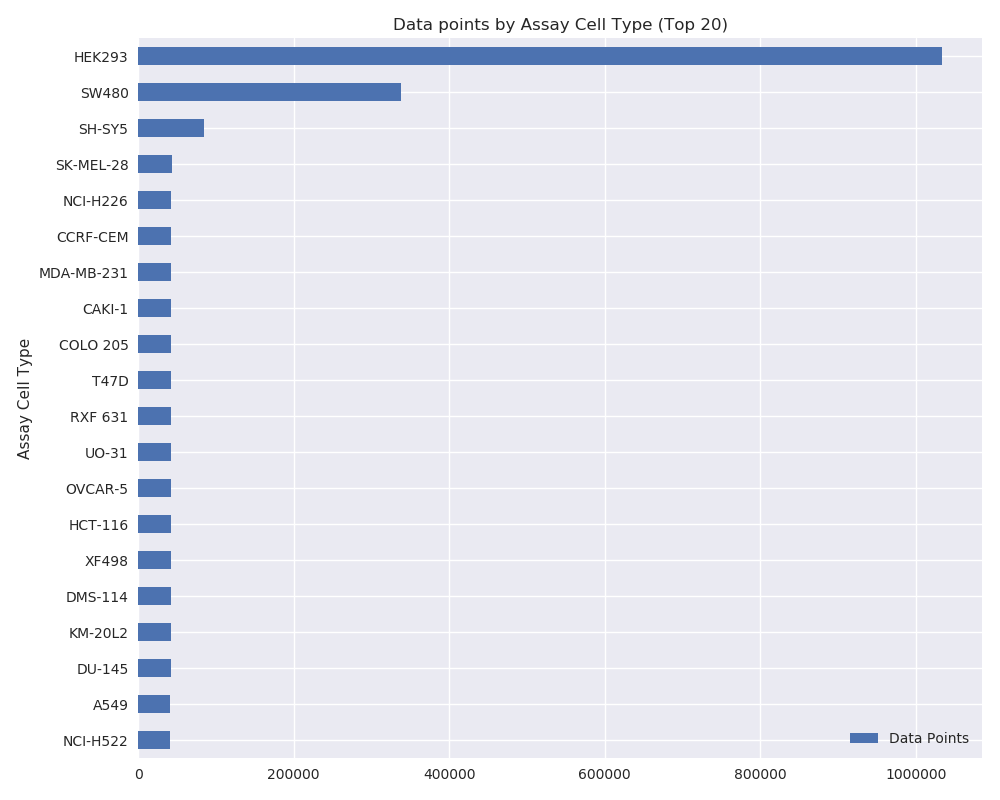 Data points by Assay Cell Type (Top 20)
Assay Cell Type
HEK293
SW480
SH-SY5
SK-MEL-28
NCI-H226
CCRF-CEM
MDA-MB-231
CAKI-1
COLO 205
T47D
RXF 631
UO-31
OVCAR-5
HCT-116
XF498
DMS-114
KM-20L2
DU-145
A549
NCI-H522
Data Points
0 200000 400000 600000 800000 1000000